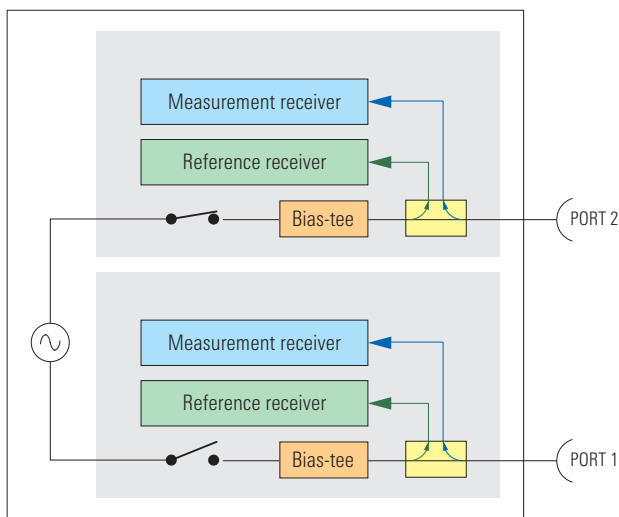 Measurement receiver
Reference receiver
Bias-tee
PORT 2
Measurement receiver
Reference receiver
Bias-tee
PORT 1